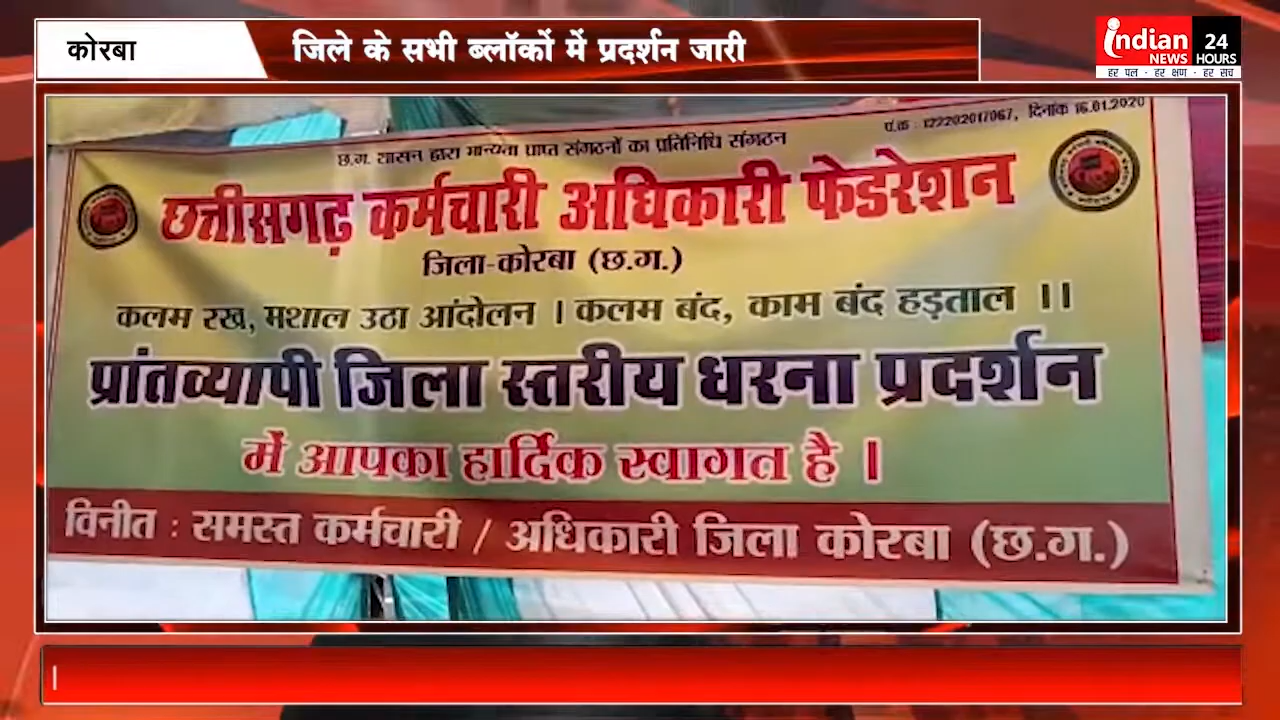 कोरबा
जिले के सभी ब्लॉकों में प्रदर्शन जारी
indian NEWS 24 HOURS
हर पल - हर क्षण - हर सच
पं.क्र : 122202017067, दिनांक 16.01.2020
छ.ग. शासन द्वारा मान्यता प्राप्त संगठनों का प्रतिनिधि संगठन
छत्तीसगढ़ कर्मचारी अधिकारी फेडरेशन
जिला-कोरबा (छ.ग.)
कलम रख, मशाल उठा आंदोलन । कलम बंद, काम बंद हड़ताल ।।
प्रांतव्यापी जिला स्तरीय धरना प्रदर्शन
में आपका हार्दिक स्वागत है ।
विनीत : समस्त कर्मचारी / अधिकारी जिला कोरबा (छ.ग.)